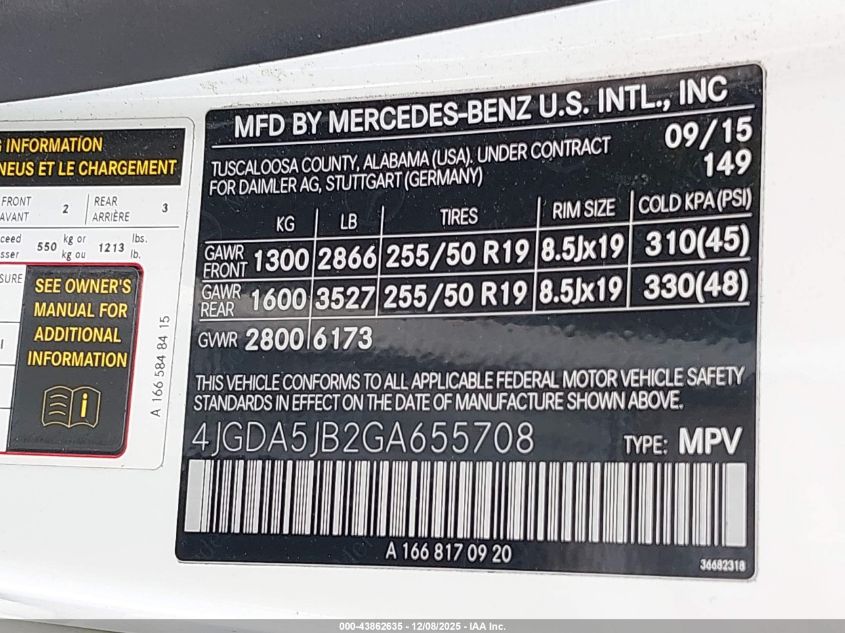 G INFORMATION
NEUS ET LE CHARGEMENT
FRONT
AVANT
2
REAR
ARRIÈRE
3
550
kg or
kg ou
1213
lbs.
lb.
SEE OWNER'S
MANUAL FOR
ADDITIONAL
INFORMATION
i
A 166 584 84 15
MFD BY MERCEDES-BENZ U.S. INTL., INC
TUSCALOOSA COUNTY, ALABAMA (USA). UNDER CONTRACT
FOR DAIMLER AG, STUTTGART (GERMANY)
09/15
149
KG LB TIRES RIM SIZE COLD KPA (PSI)
GAWR FRONT 1300 2866 255/50 R19 8.5Jx19 310(45)
GAWR REAR 1600 3527 255/50 R19 8.5Jx19 330(48)
GVWR 2800 6173
THIS VEHICLE CONFORMS TO ALL APPLICABLE FEDERAL MOTOR VEHICLE SAFETY
STANDARDS IN EFFECT ON THE DATE OF MANUFACTURE SHOWN ABOVE.
4JGDA5JB2GA655708 TYPE: MPV
A 166 817 09 20
36682318
000-43862635 - 12/08/2025 - IAA Inc.